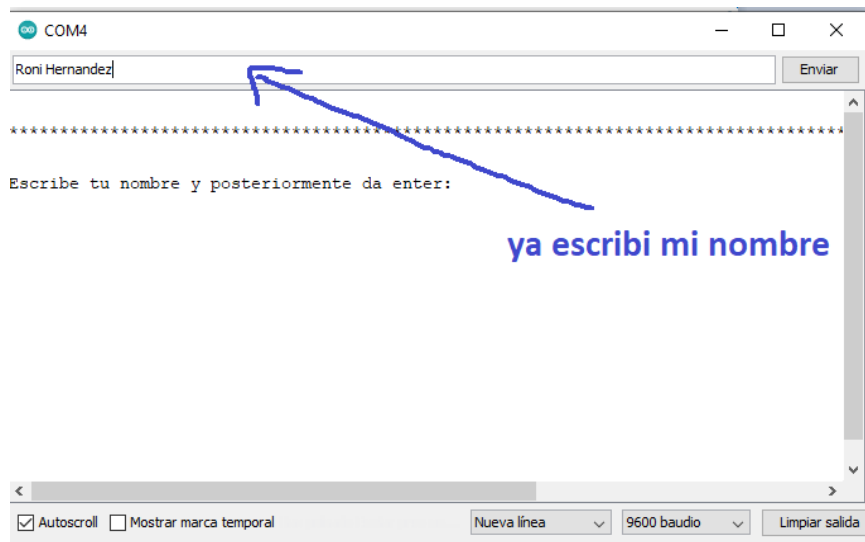 COM4
Roni Hernandez
Enviar
**********************************************************************************
Escribe tu nombre y posteriormente da enter:
ya escribi mi nombre
Autoscroll Mostrar marca temporal Nueva línea 9600 baudio Limpiar salida